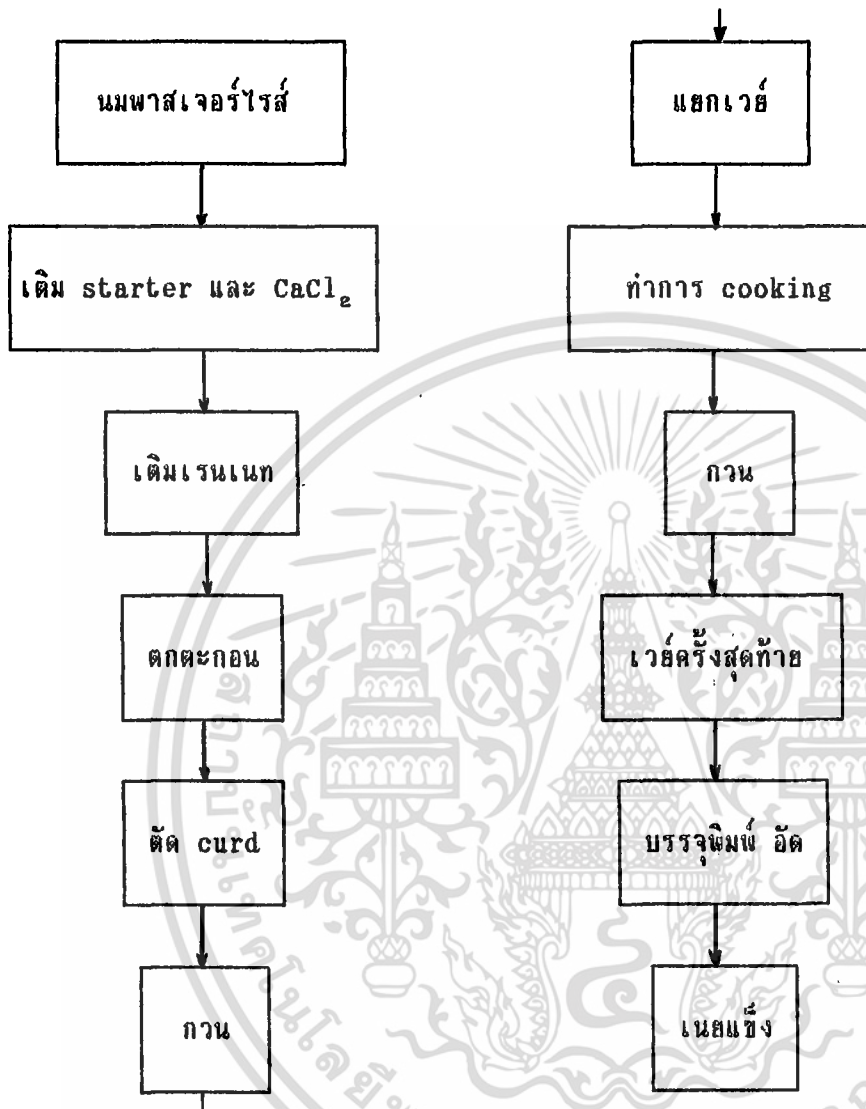 นมพาสเจอร์ไรส์
เติม starter และ CaCl₂
เติมเรนเนท
ตกตะกอน
ตัด curd
กวน
แยกเวย์
ทำการ cooking
กวน
เวย์ครั้งสุดท้าย
บรรจุพิมพ์ อัด
เนยแข็ง